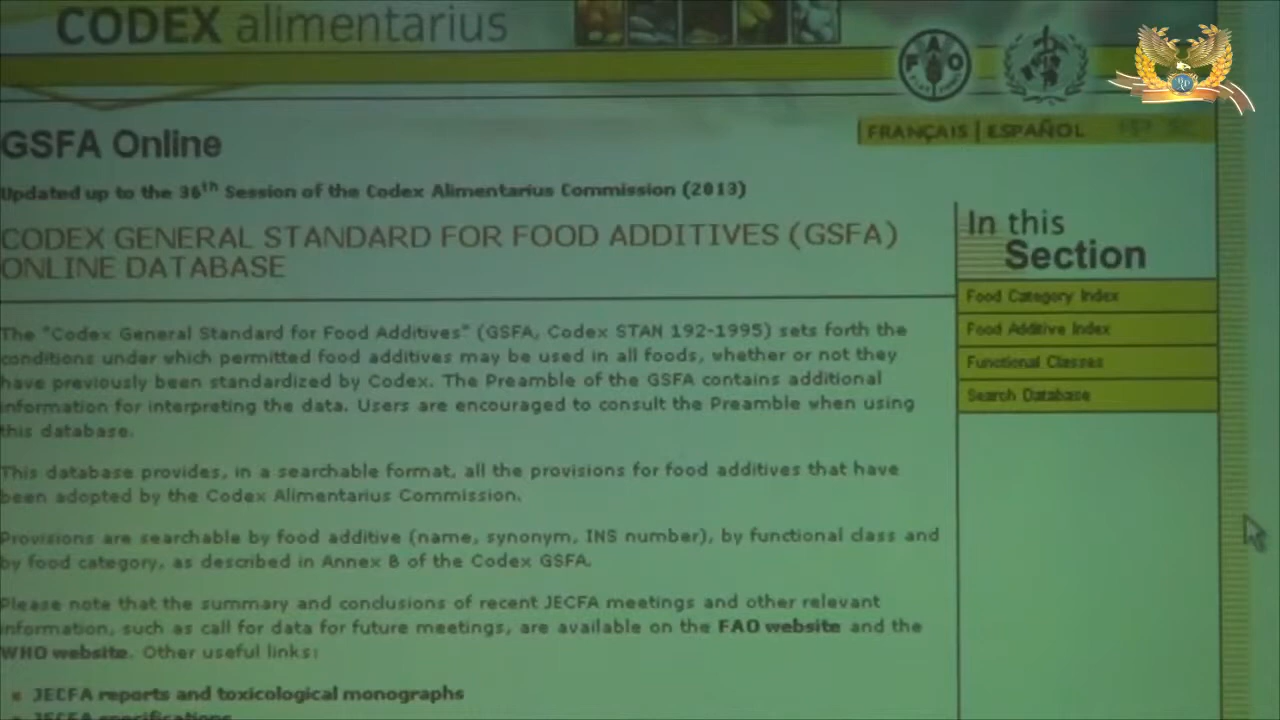 CODEX alimentarius
FAO
GSFA Online
FRANÇAIS | ESPAÑOL
Updated up to the 36th Session of the Codex Alimentarius Commission (2013)
CODEX GENERAL STANDARD FOR FOOD ADDITIVES (GSFA)
ONLINE DATABASE
In this
Section
Food Category Index
Food Additive Index
Functional Classes
Search Database
The "Codex General Standard for Food Additives" (GSFA, Codex STAN 192-1995) sets forth the
conditions under which permitted food additives may be used in all foods, whether or not they
have previously been standardized by Codex. The Preamble of the GSFA contains additional
information for interpreting the data. Users are encouraged to consult the Preamble when using
this database.
This database provides, in a searchable format, all the provisions for food additives that have
been adopted by the Codex Alimentarius Commission.
Provisions are searchable by food additive (name, synonym, INS number), by functional class and
by food category, as described in Annex B of the Codex GSFA.
Please note that the summary and conclusions of recent JECFA meetings and other relevant
information, such as call for data for future meetings, are available on the FAO website and the
WHO website. Other useful links:
JECFA reports and toxicological monographs
JECFA specifications